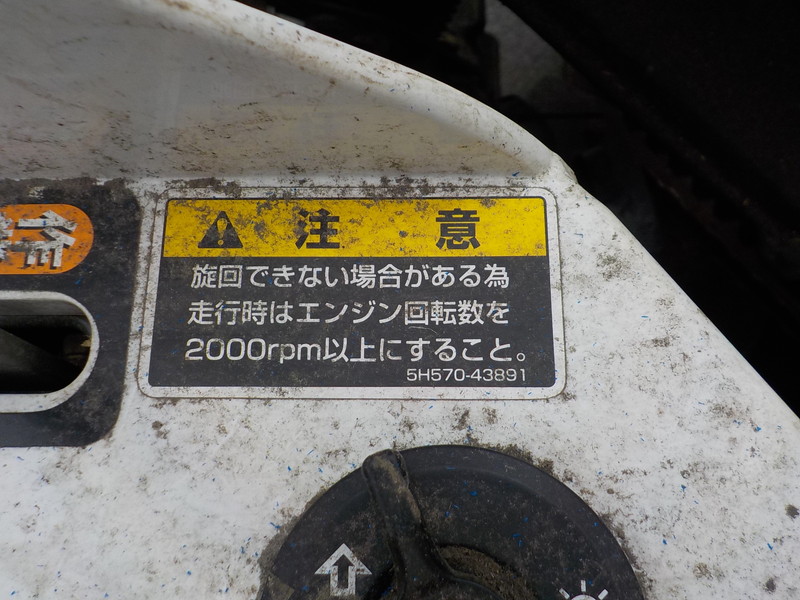 注意
旋回できない場合がある為
走行時はエンジン回転数を
2000rpm以上にすること。
5H570-43891
作